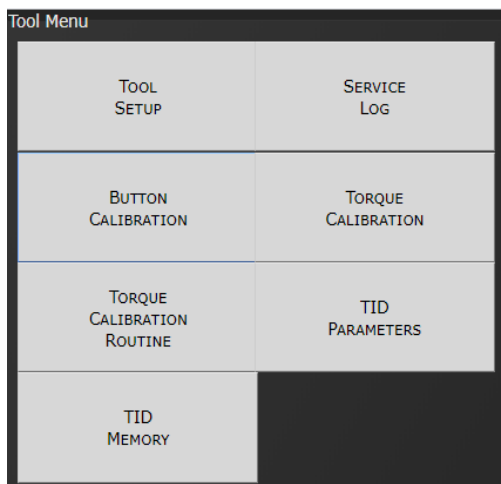 Tool Menu
Tool
Setup
Service
Log
Button
Calibration
Torque
Calibration
Torque
Calibration
Routine
TID
Parameters
TID
Memory